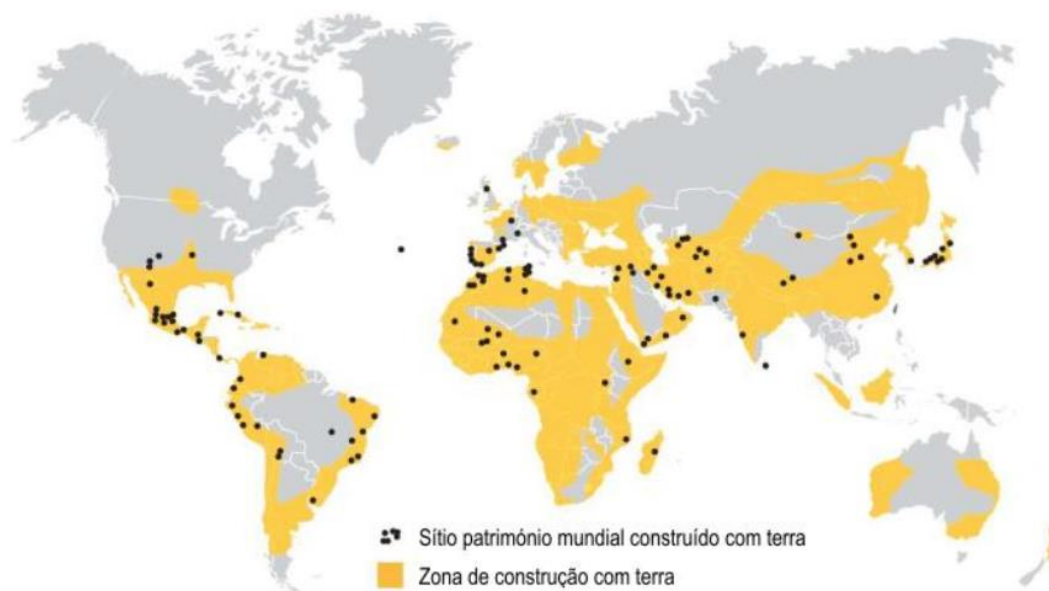 Sítio património mundial construído com terra
Zona de construção com terra